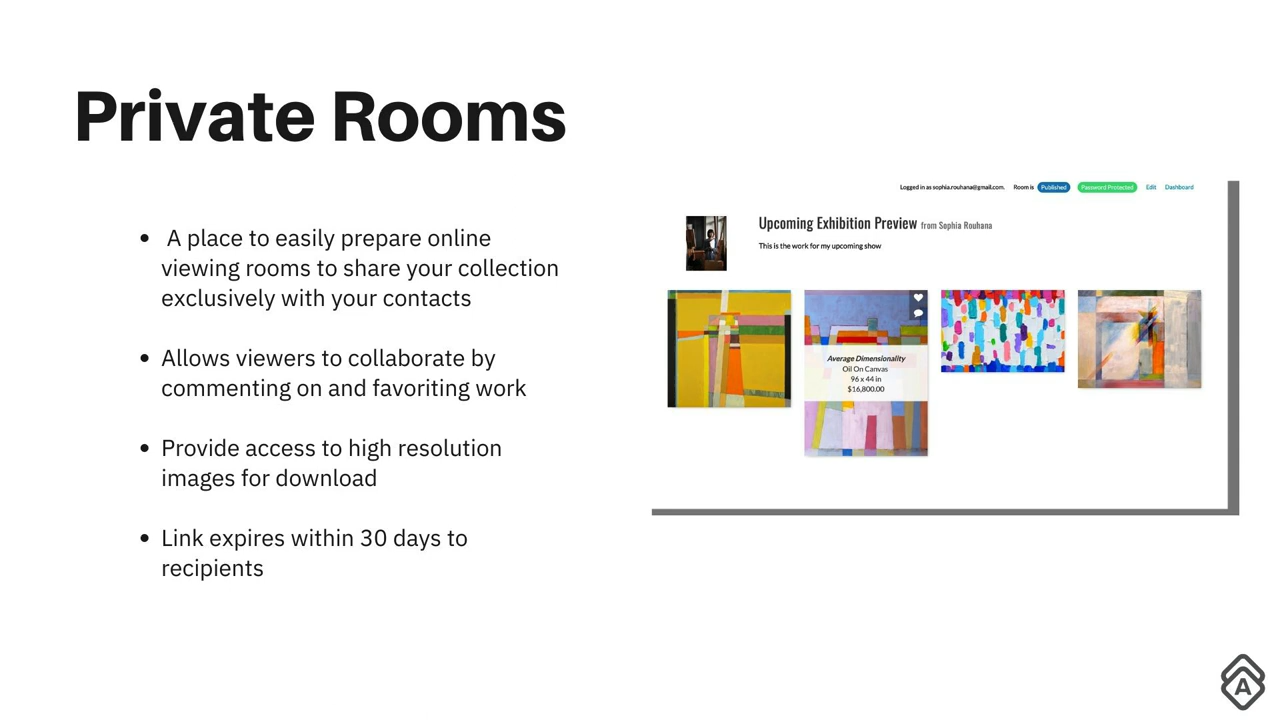 Private Rooms
A place to easily prepare online
viewing rooms to share your collection
exclusively with your contacts
Allows viewers to collaborate by
commenting on and favoriting work
Provide access to high resolution
images for download
Link expires within 30 days to
recipients
Logged in as sophia.rouhana@gmail.com. Room is Published Password Protected Edit Dashboard
Upcoming Exhibition Preview from Sophia Rouhana
This is the work for my upcoming show
Average Dimensionality
Oil On Canvas
96 x 44 in
$16,800.00
A